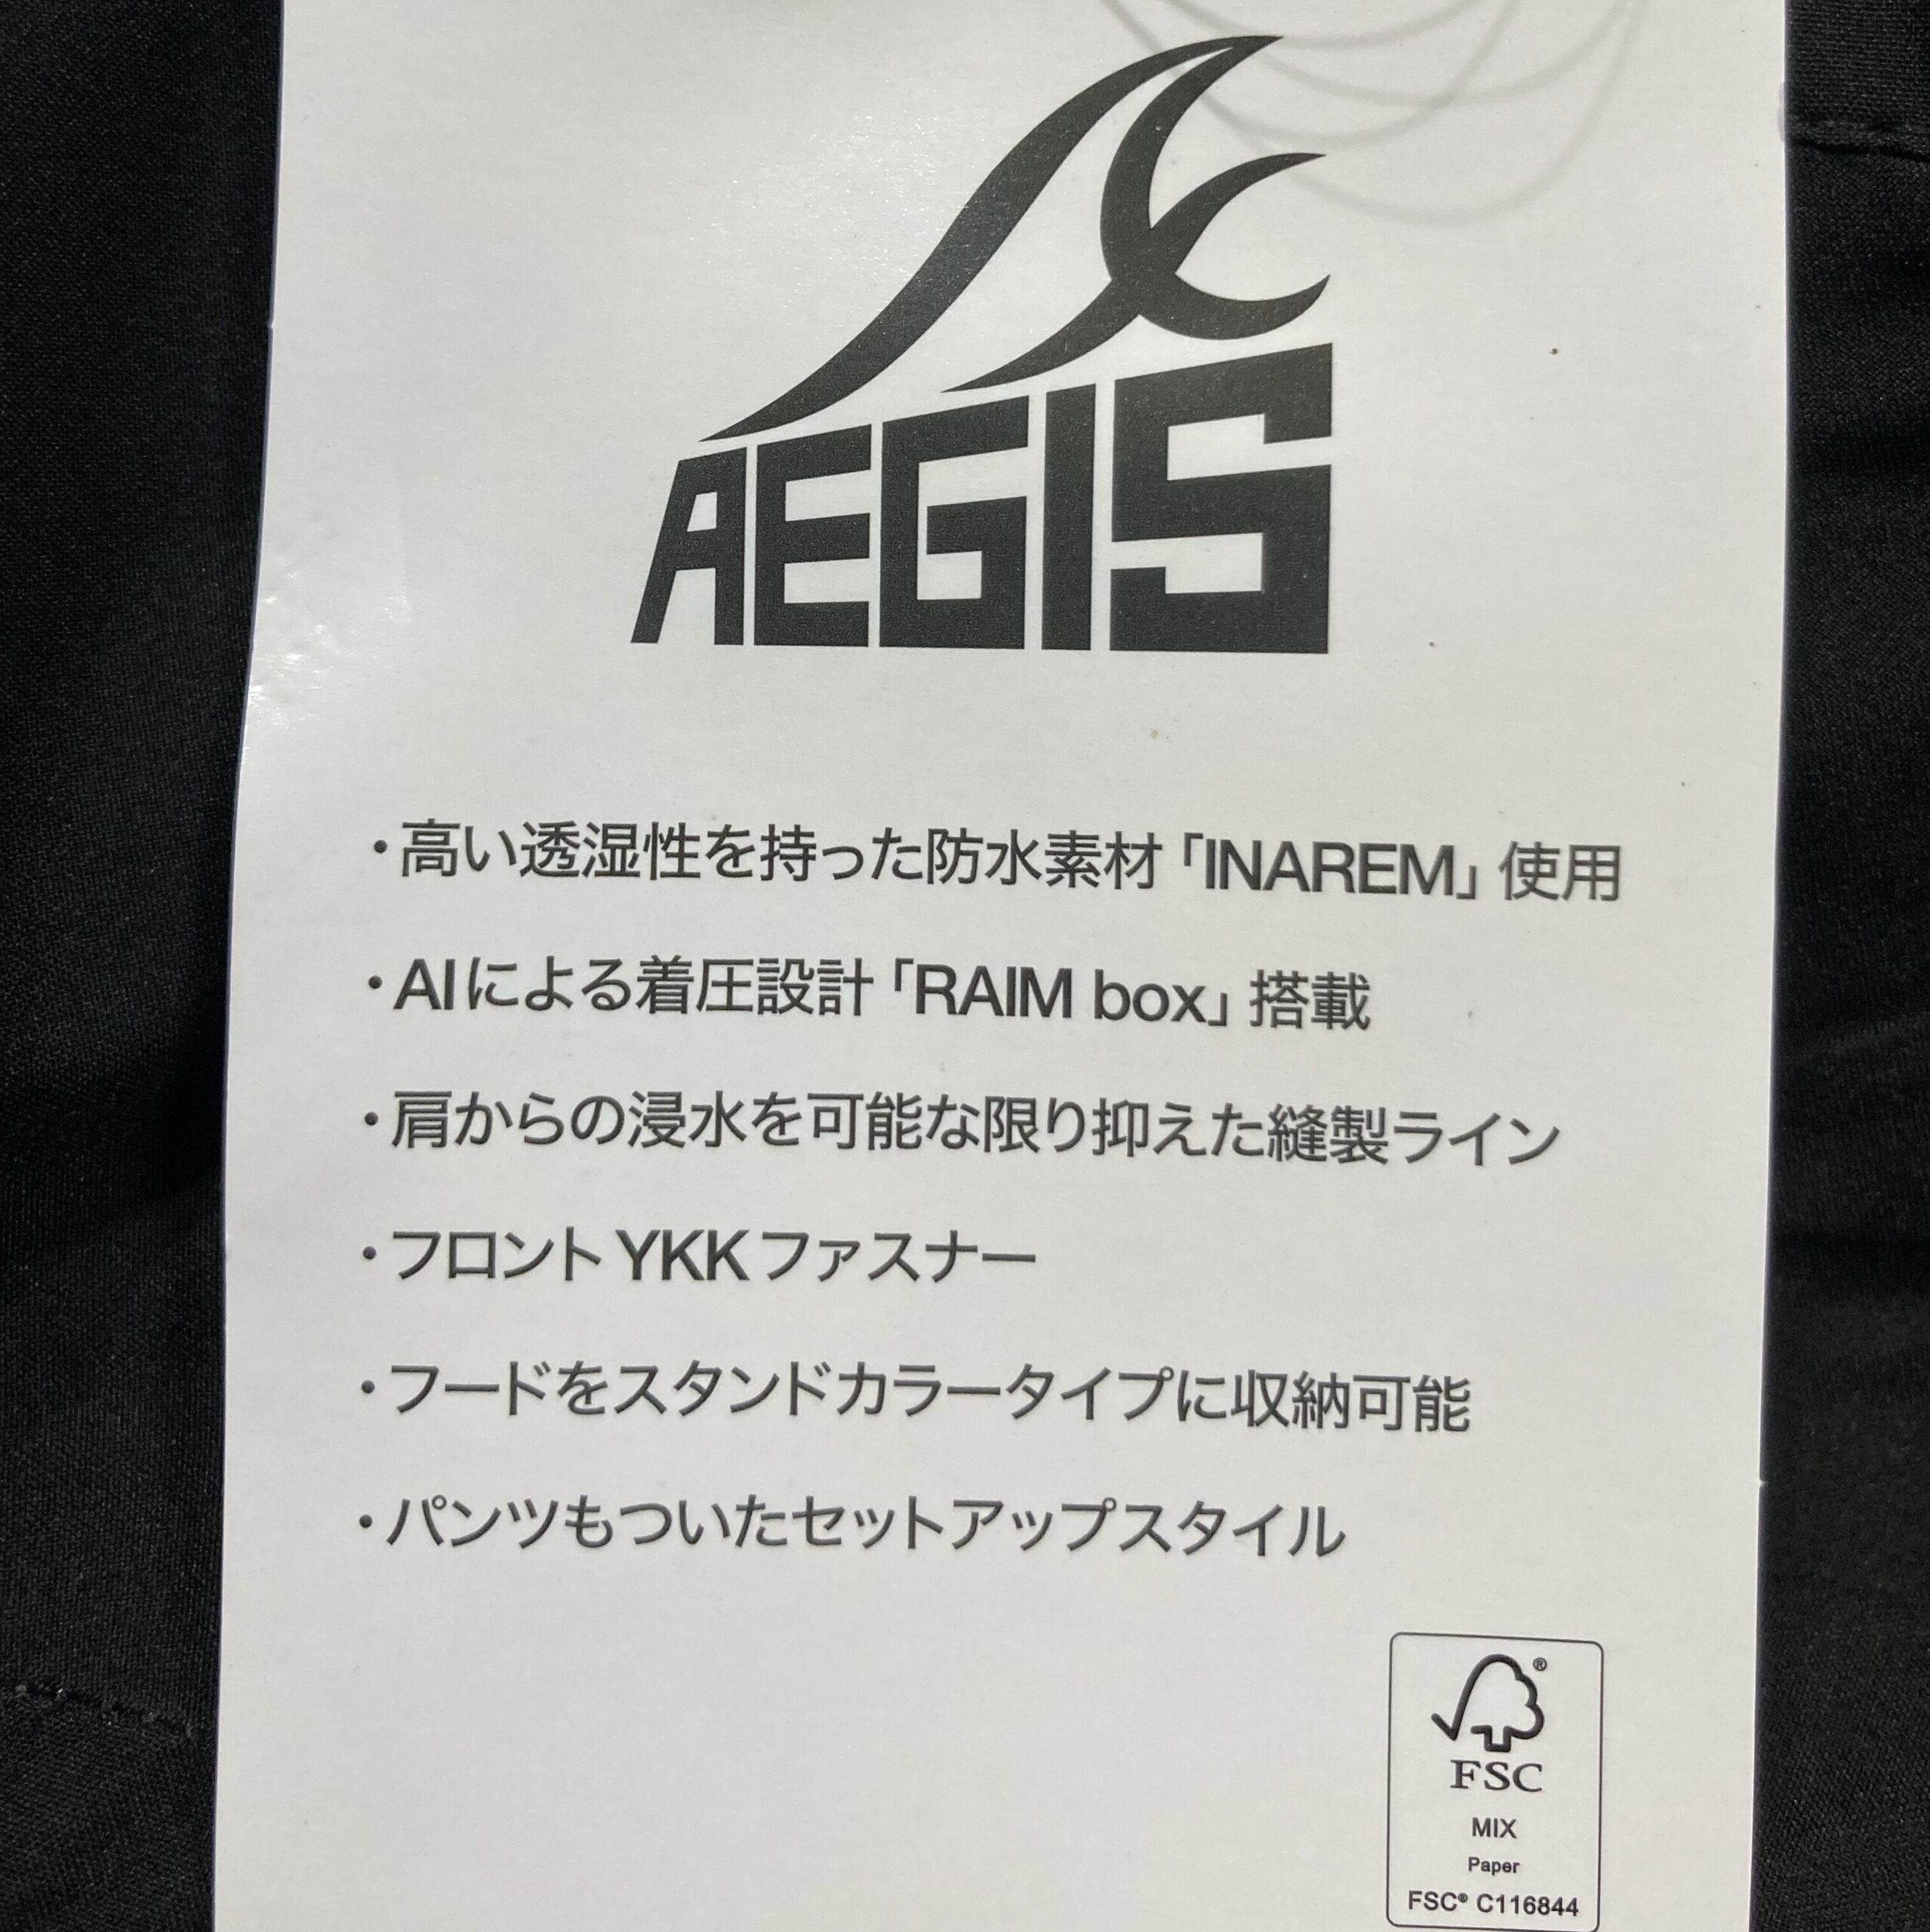 AEGIS
・高い透湿性を持った防水素材「INAREM」使用
・AIによる着圧設計「RAIM box」搭載
・肩からの浸水を可能な限り抑えた縫製ライン
・フロントYKKファスナー
・フードをスタンドカラータイプに収納可能
・パンツもついたセットアップスタイル
®
FSC
MIX
Paper
FSC® C116844